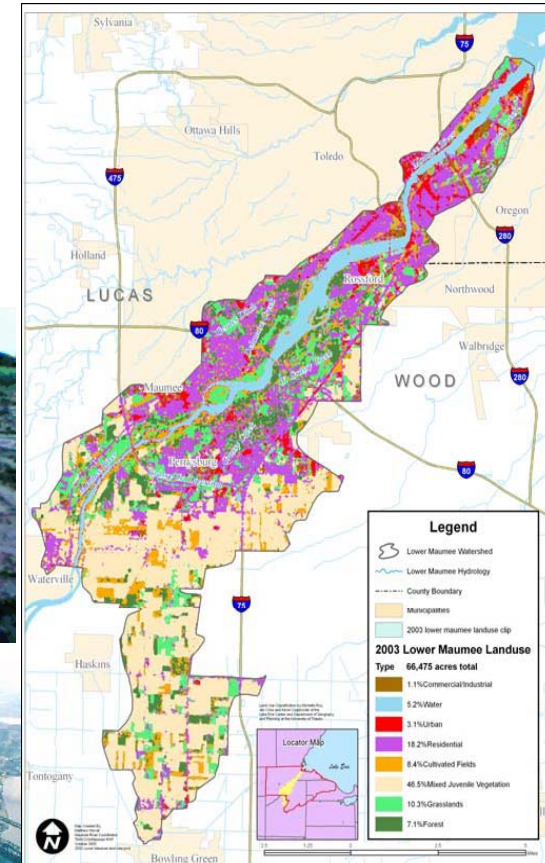 Sylvania
75
Ottawa Hills
Toledo
475
Oregon
280
Holland
Rossford
Northwood
LUCAS
80
Walbridge
WOOD
280
Maumee
80
Perrysburg
Waterville
75
Haskins
Tontogany
Bowling Green
Legend
Lower Maumee Watershed
Lower Maumee Hydrology
County Boundary
Municipalities
2003 lower maumee landuse clip
2003 Lower Maumee Landuse
Type 66,475 acres total
1.1%Commercial/Industrial
5.2%Water
3.1%Urban
18.2%Residential
8.4%Cultivated Fields
46.5%Mixed Juvenile Vegetation
10.3%Grasslands
7.1%Forest
Locator Map
Lake Erie